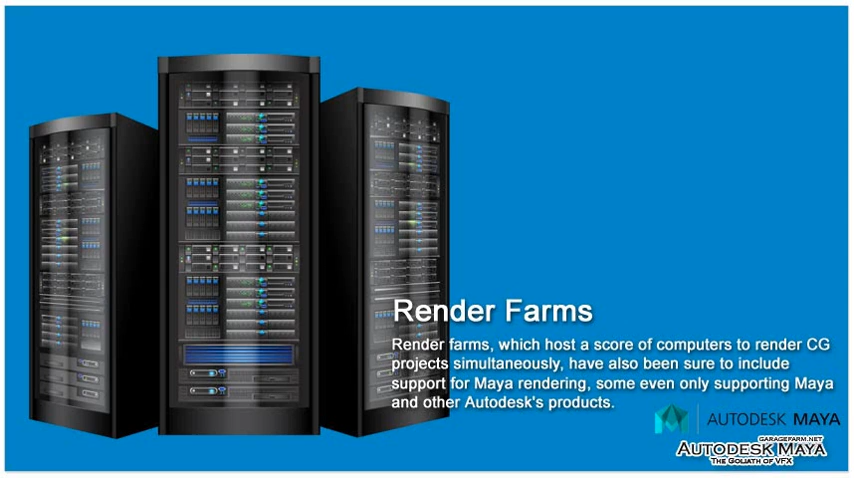 Render Farms
Render farms, which host a score of computers to render CG
projects simultaneously, have also been sure to include
support for Maya rendering, some even only supporting Maya
and other Autodesk's products.
AUTODESK MAYA
GARAGEFARM.NET
AUTODESK MAYA
THE GOLIATH OF VFX